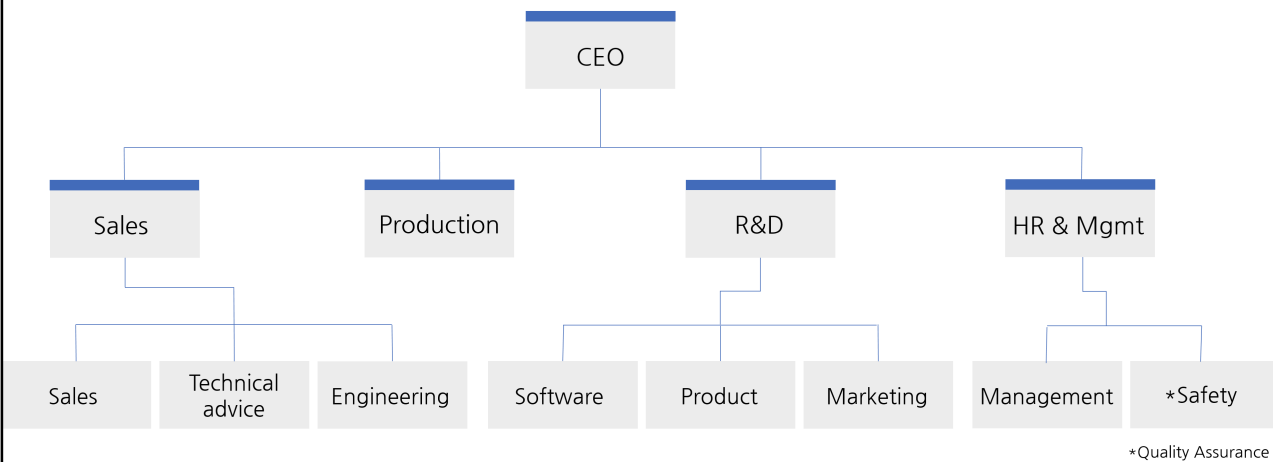 CEO
Sales
Production
R&D
HR & Mgmt
Sales
Technical
advice
Engineering
Software
Product
Marketing
Management
*Safety
*Quality Assurance